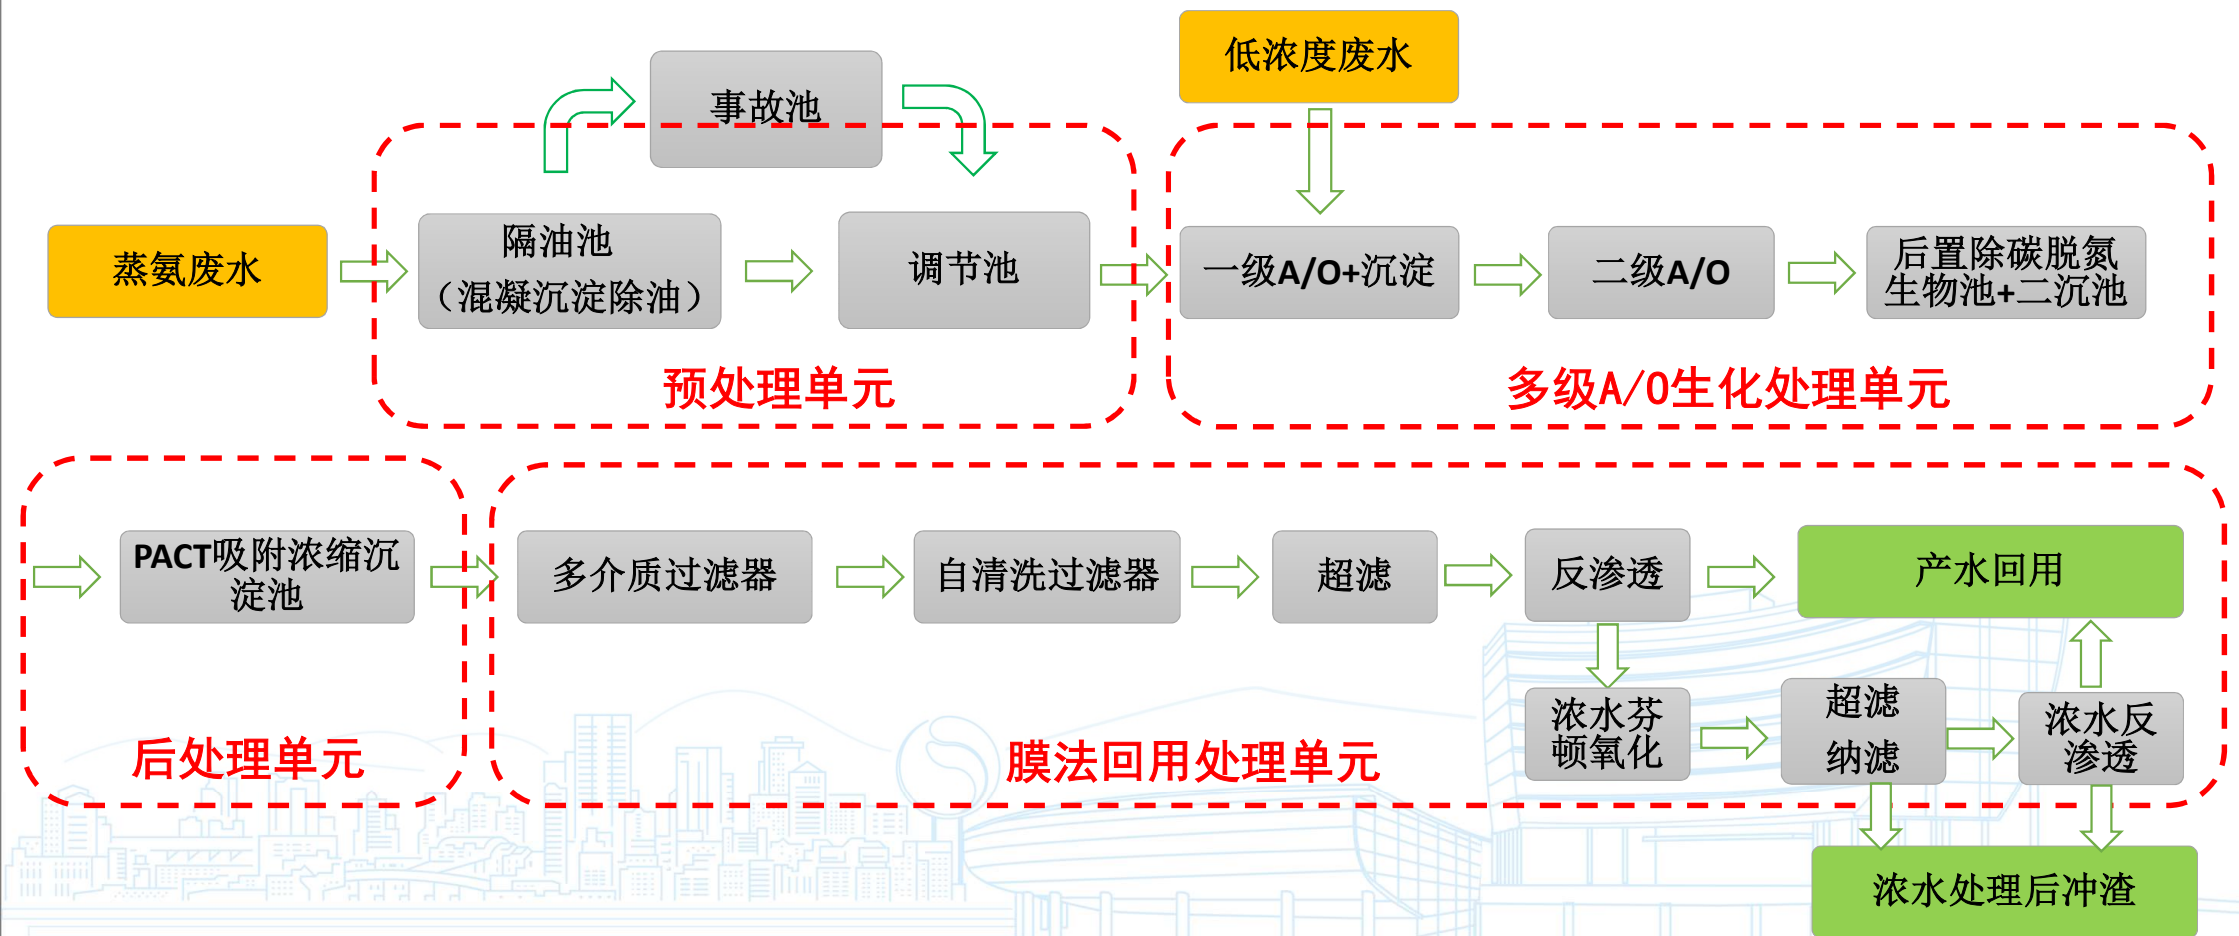 低浓度废水
事故池
蒸氨废水
隔油池
（混凝沉淀除油）
调节池
一级A/O+沉淀
二级A/O
后置除碳脱氮
生物池+二沉池
预处理单元
多级A/O生化处理单元
PACT吸附浓缩沉
淀池
多介质过滤器
自清洗过滤器
超滤
反渗透
产水回用
浓水芬
顿氧化
超滤
纳滤
浓水反
渗透
后处理单元
膜法回用处理单元
浓水处理后冲渣